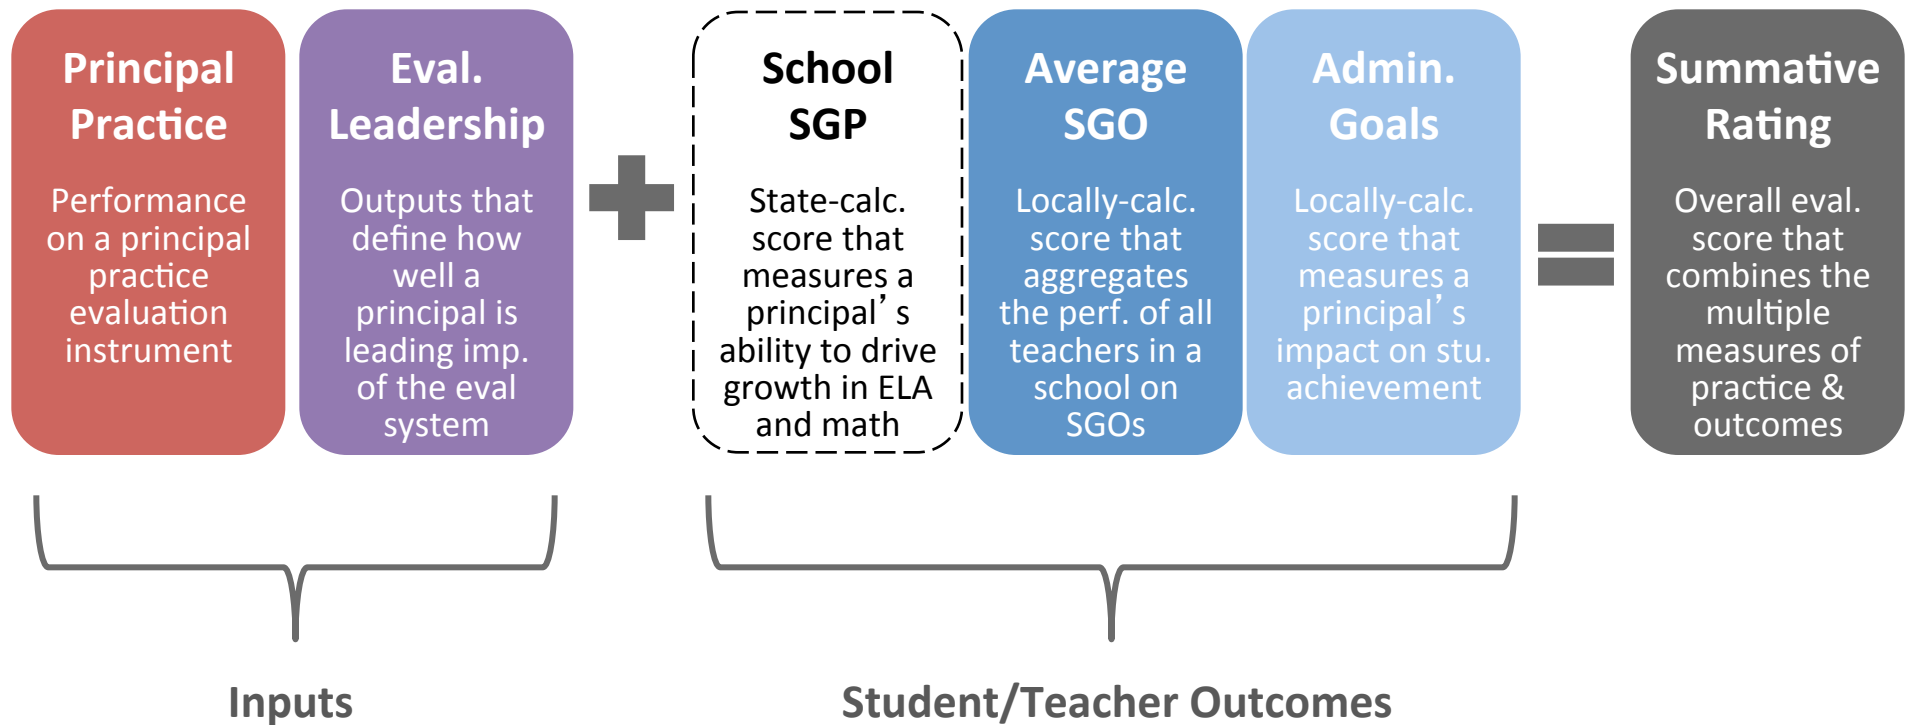 Principal
Practice
Performance
on a principal
practice
evaluation
instrument
Eval.
Leadership
Outputs that
define how
well a
principal is
leading imp.
of the eval
system
School
SGP
State-calc.
score that
measures a
principal’s
ability to drive
growth in ELA
and math
Average
SGO
Locally-calc.
score that
aggregates
the perf. of all
teachers in a
school on
SGOs
Admin.
Goals
Locally-calc.
score that
measures a
principal’s
impact on stu.
achievement
Summative
Rating
Overall eval.
score that
combines the
multiple
measures of
practice &
outcomes
Inputs
Student/Teacher Outcomes